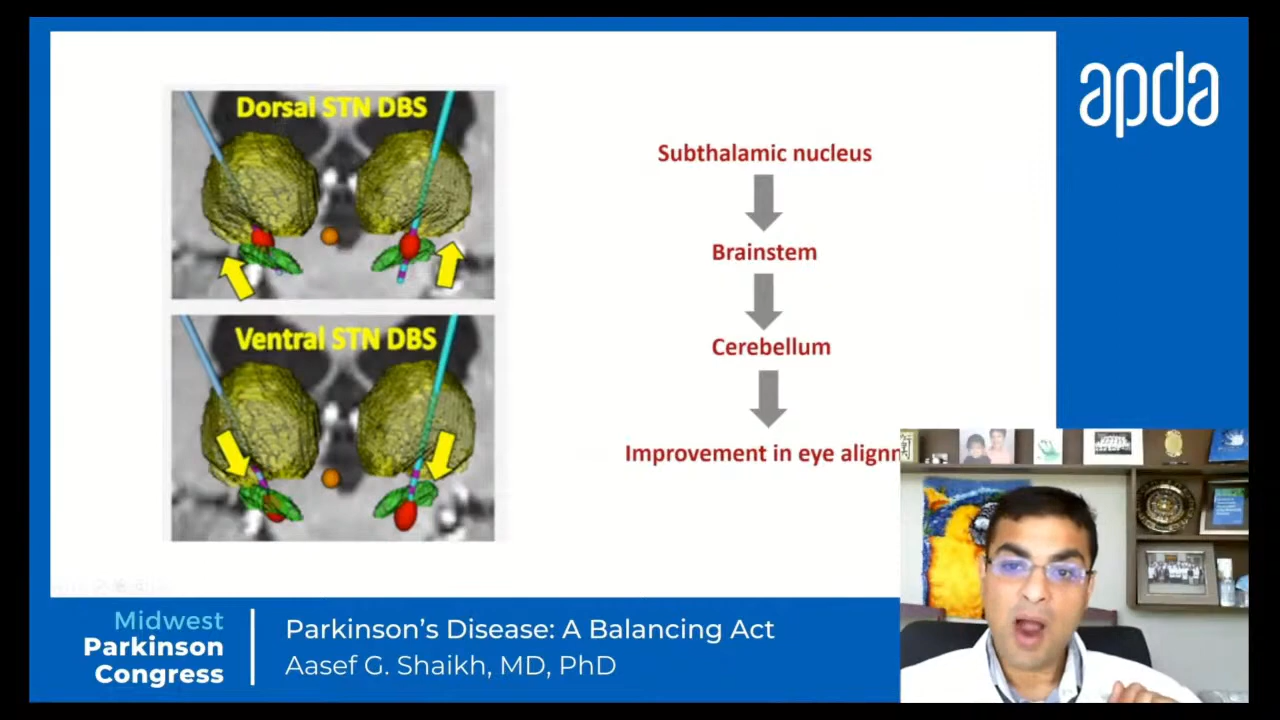 Dorsal STN DBS
Ventral STN DBS
Subthalamic nucleus
Brainstem
Cerebellum
Improvement in eye alignn
apda
Midwest
Parkinson
Congress
Parkinson's Disease: A Balancing Act
Aasef G. Shaikh, MD, PhD